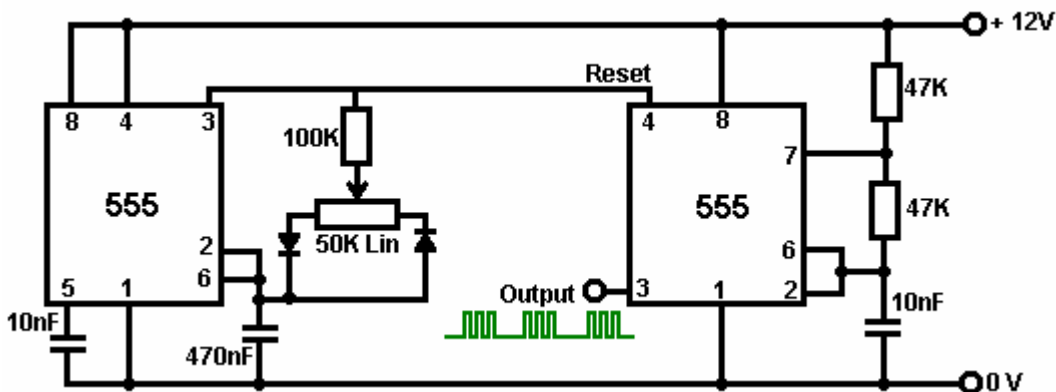 + 12V
Reset
47K
8 4 3
4 8
100K
7
555
555
47K
50K Lin
2
6
6
2
5 1
Output
3 1
10nF
10nF
470nF
0 V